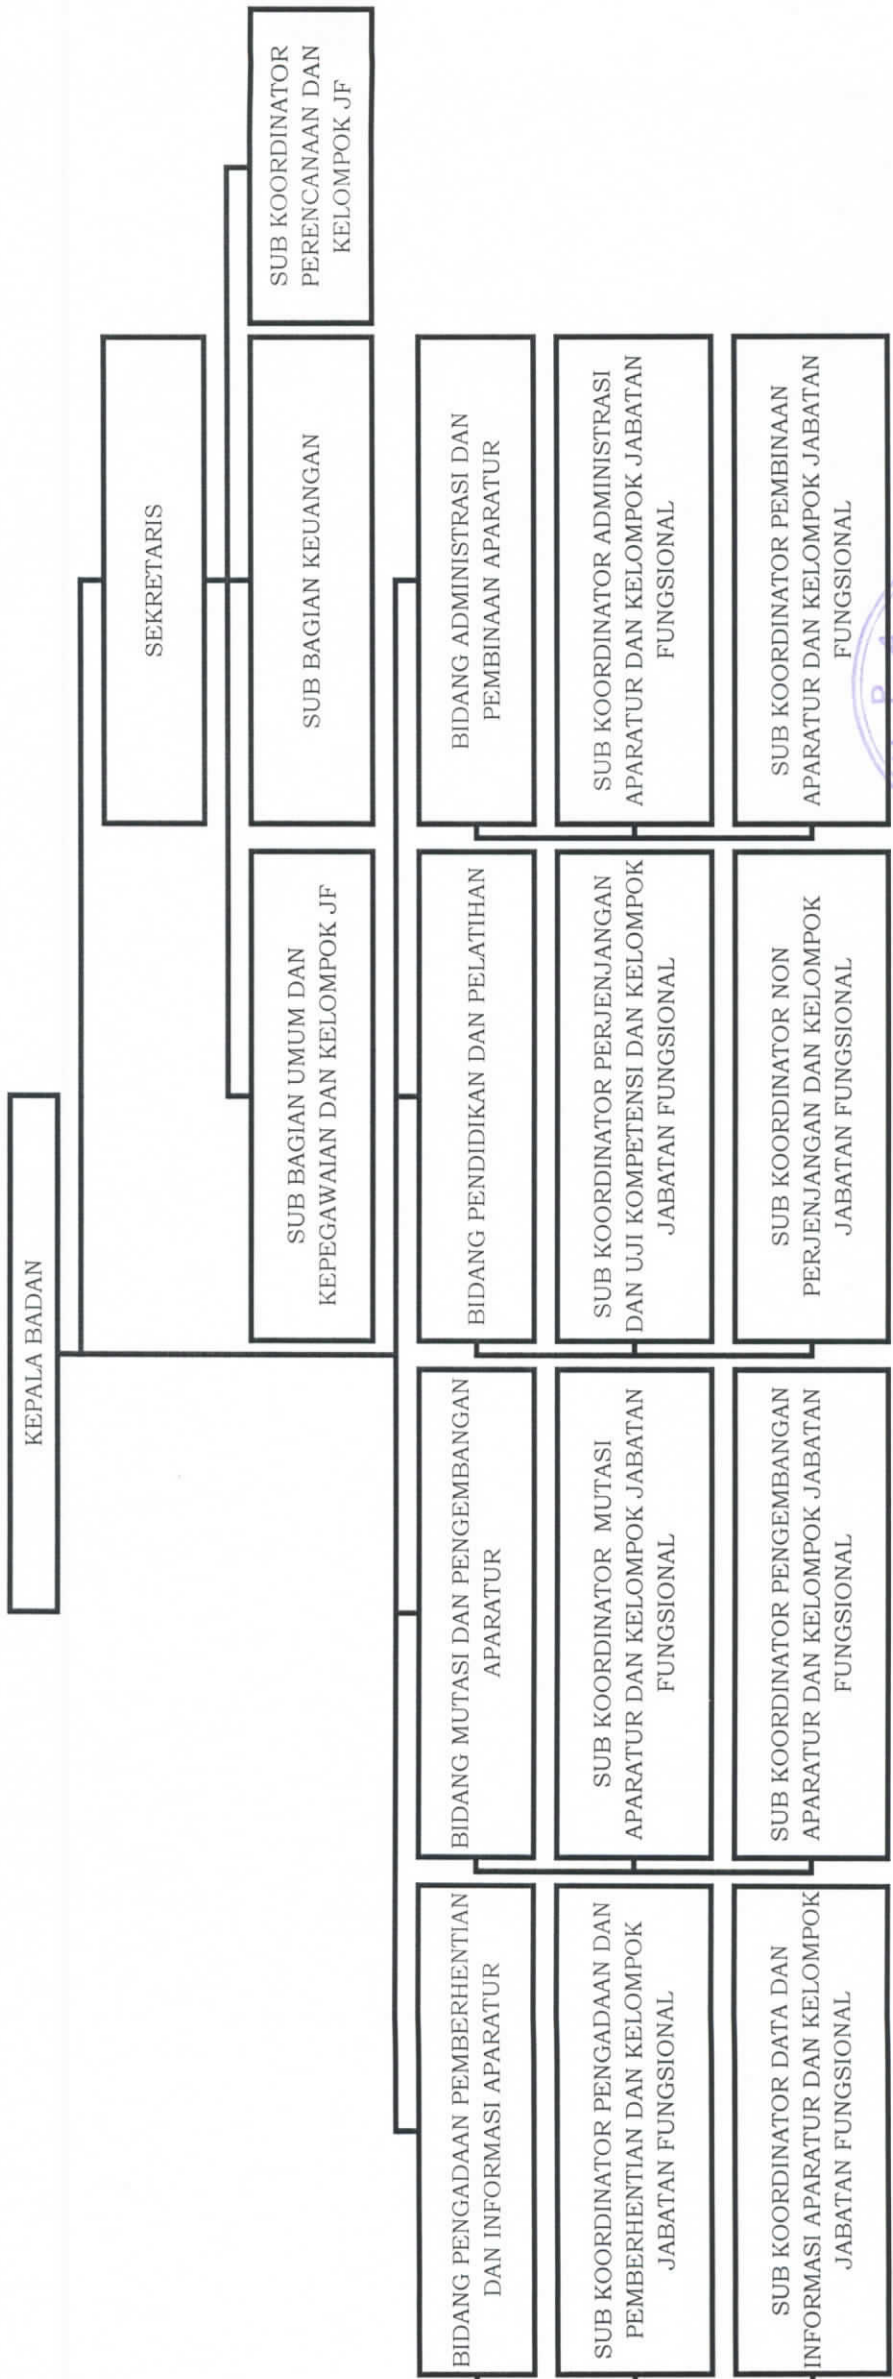 KEPALA BADAN
SEKRETARIS
SUB BAGIAN UMUM DAN
KEPEGAWAIAN DAN KELOMPOK JF
SUB BAGIAN KEUANGAN
SUB KOORDINATOR
PERENCANAAN DAN
KELOMPOK JF
BIDANG PENGADAAN PEMBERHENTIAN
DAN INFORMASI APARATUR
BIDANG MUTASI DAN PENGEMBANGAN
APARATUR
BIDANG PENDIDIKAN DAN PELATIHAN
BIDANG ADMINISTRASI DAN
PEMBINAAN APARATUR
SUB KOORDINATOR PENGADAAN DAN
PEMBERHENTIAN DAN KELOMPOK
JABATAN FUNGSIONAL
SUB KOORDINATOR MUTASI
APARATUR DAN KELOMPOK JABATAN
FUNGSIONAL
SUB KOORDINATOR PERJENJANGAN
DAN UJI KOMPETENSI DAN KELOMPOK
JABATAN FUNGSIONAL
SUB KOORDINATOR ADMINISTRASI
APARATUR DAN KELOMPOK JABATAN
FUNGSIONAL
SUB KOORDINATOR DATA DAN
INFORMASI APARATUR DAN KELOMPOK
JABATAN FUNGSIONAL
SUB KOORDINATOR PENGEMBANGAN
APARATUR DAN KELOMPOK JABATAN
FUNGSIONAL
SUB KOORDINATOR NON
PERJENJANGAN DAN KELOMPOK
JABATAN FUNGSIONAL
SUB KOORDINATOR PEMBINAAN
APARATUR DAN KELOMPOK JABATAN
FUNGSIONAL